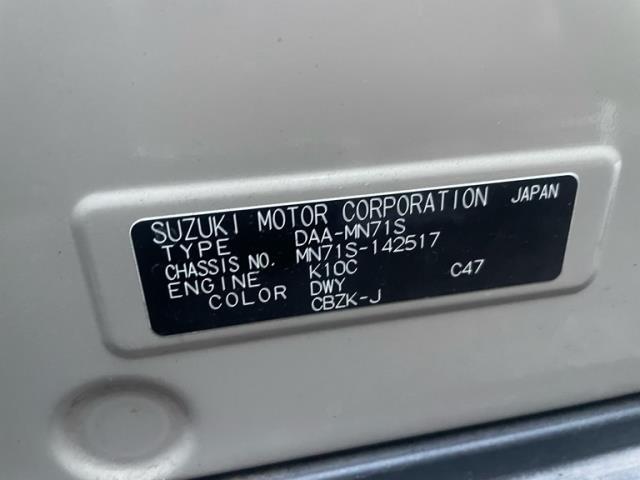 SUZUKI MOTOR CORPORATION JAPAN
TYPE DAA-MN71S
CHASSIS NO. MN71S-142517
ENGINE K10C C47
COLOR DWY
CBZK-J